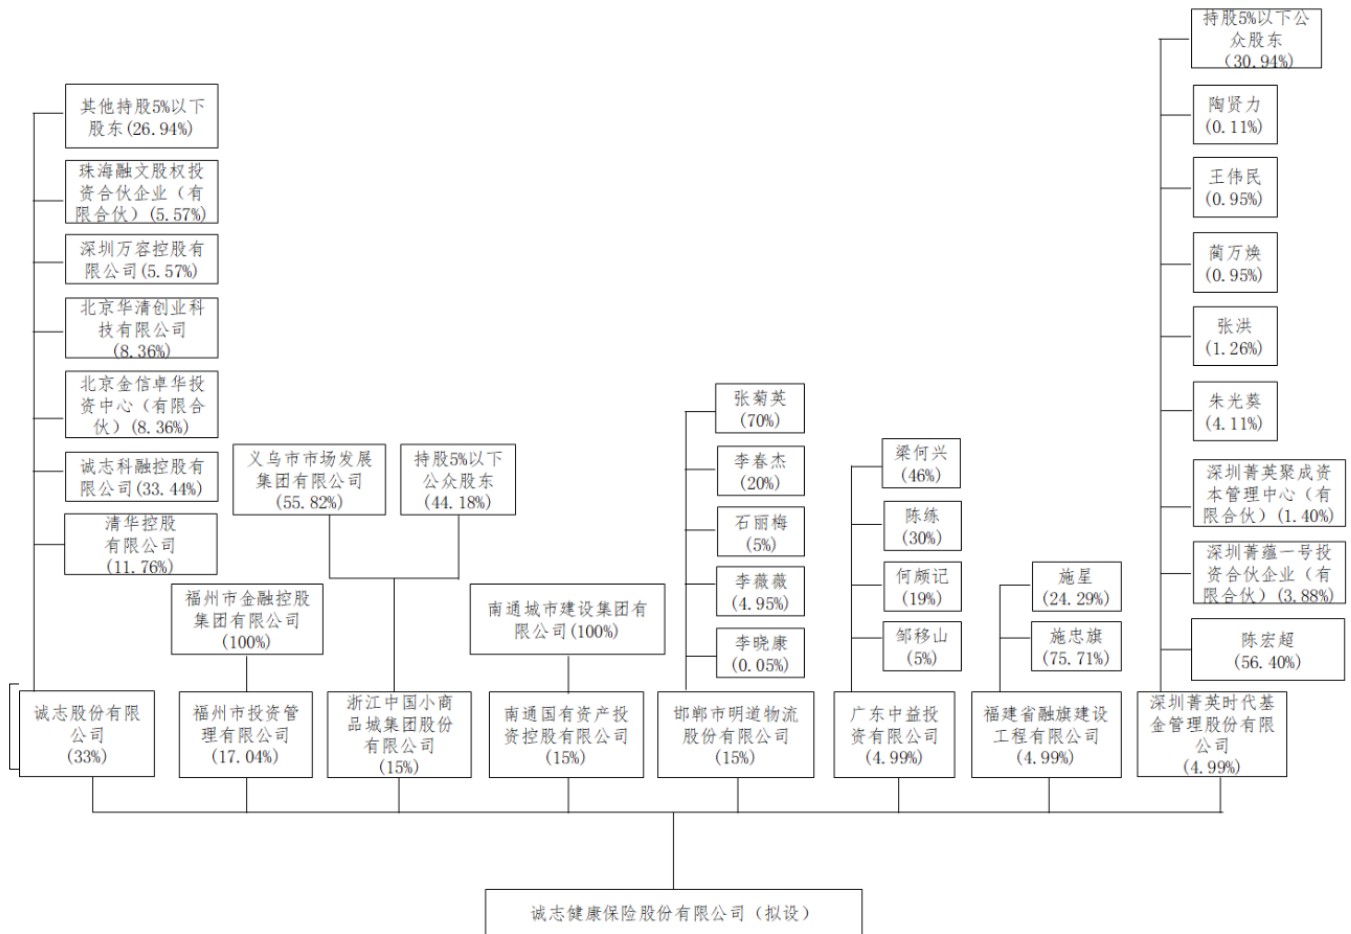 持股5%以下公
众股东
(30.94%)
陶贤力
(0.11%)
王伟民
(0.95%)
蔺万焕
(0.95%)
张洪
(1.26%)
朱光葵
(4.11%)
深圳菁英聚成资
本管理中心（有
限合伙）(1.40%)
深圳菁蕴一号投
资合伙企业（有
限合伙）(3.88%)
陈宏超
(56.40%)
其他持股5%以下
股东(26.94%)
珠海融文股权投
资合伙企业（有
限合伙）(5.57%)
深圳万容控股有
限公司(5.57%)
北京华清创业科
技有限公司
(8.36%)
北京金信卓华投
资中心（有限合
伙）(8.36%)
诚志科融控股有
限公司(33.44%)
清华控股
有限公司
(11.76%)
义乌市市场发展
集团有限公司
(55.82%)
持股5%以下
公众股东
(44.18%)
福州市金融控股
集团有限公司
(100%)
南通城市建设集团有
限公司(100%)
张菊英
(70%)
李春杰
(20%)
石丽梅
(5%)
李薇薇
(4.95%)
李晓康
(0.05%)
梁何兴
(46%)
陈练
(30%)
何颇记
(19%)
邹移山
(5%)
施星
(24.29%)
施忠旗
(75.71%)
诚志股份有限
公司
(33%)
福州市投资管
理有限公司
(17.04%)
浙江中国小商
品城集团股份
有限公司
(15%)
南通国有资产投
资控股有限公司
(15%)
邯郸市明道物流
股份有限公司
(15%)
广东中益投
资有限公司
(4.99%)
福建省融旗建设
工程有限公司
(4.99%)
深圳菁英时代基
金管理股份有限
公司
(4.99%)
诚志健康保险股份有限公司（拟设）